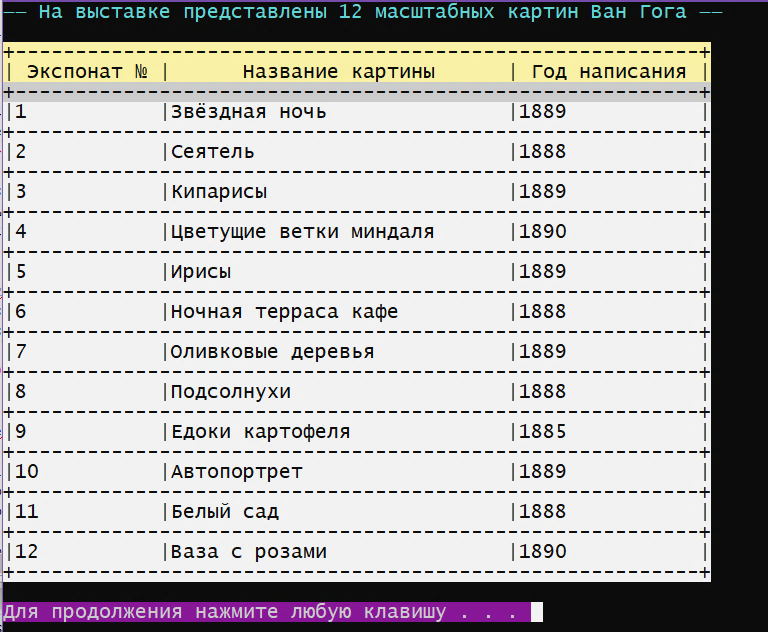 -- На выставке представлены 12 масштабных картин Ван Гога --
+-------------+----------------------------+---------------+
| Экспонат № |      Название картины      | Год написания |
+-------------+----------------------------+---------------+
|1           |Звёздная ночь               |1889           |
+----------------------------------------------------------+
|2           |Сеятель                     |1888           |
+----------------------------------------------------------+
|3           |Кипарисы                    |1889           |
+----------------------------------------------------------+
|4           |Цветущие ветки миндаля      |1890           |
+----------------------------------------------------------+
|5           |Ирисы                       |1889           |
+----------------------------------------------------------+
|6           |Ночная терраса кафе         |1888           |
+----------------------------------------------------------+
|7           |Оливковые деревья           |1889           |
+----------------------------------------------------------+
|8           |Подсолнухи                  |1888           |
+----------------------------------------------------------+
|9           |Едоки картофеля             |1885           |
+----------------------------------------------------------+
|10          |Автопортрет                 |1889           |
+----------------------------------------------------------+
|11          |Белый сад                   |1888           |
+----------------------------------------------------------+
|12          |Ваза с розами               |1890           |
+----------------------------------------------------------+
Для продолжения нажмите любую клавишу . . .